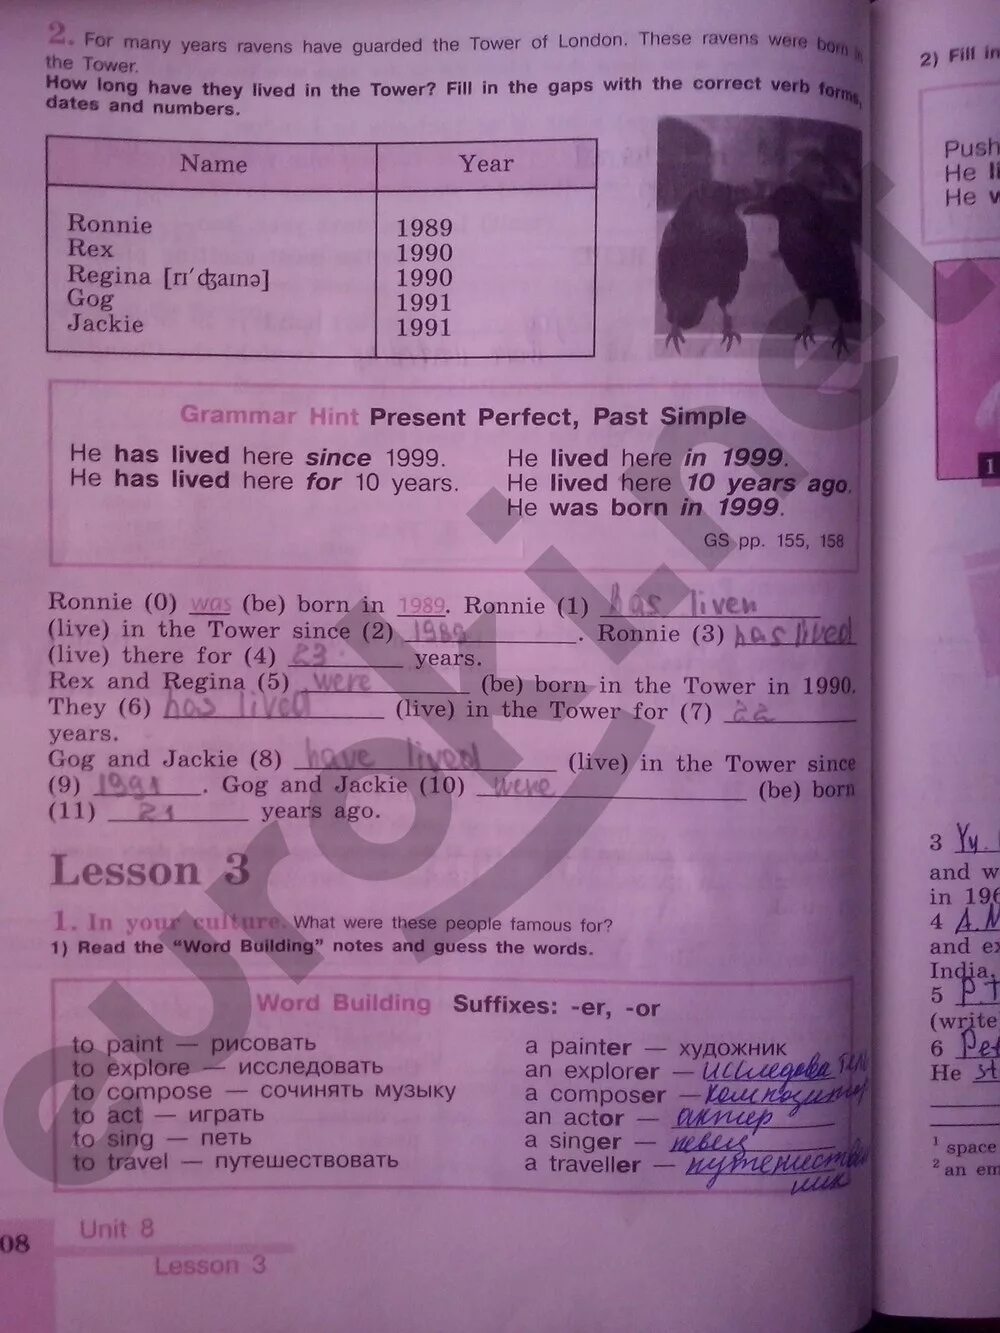 2. For many years ravens have guarded the Tower of London. These ravens were born in
the Tower.
How long have they lived in the Tower? Fill in the gaps with the correct verb forms,
dates and numbers.
Name Year
Ronnie 1989
Rex 1990
Regina [rɪˈʤaɪnə] 1990
Gog 1991
Jackie 1991
Grammar Hint Present Perfect, Past Simple
He has lived here since 1999. He lived here in 1999.
He has lived here for 10 years. He lived here 10 years ago.
He was born in 1999.
GS pp. 155, 158
Ronnie (0) was (be) born in 1989. Ronnie (1) has liven
(live) in the Tower since (2) 1989. Ronnie (3) has lived
(live) there for (4) 23 years.
Rex and Regina (5) were (be) born in the Tower in 1990.
They (6) has lived (live) in the Tower for (7) 22
years.
Gog and Jackie (8) have lived (live) in the Tower since
(9) 1991. Gog and Jackie (10) were (be) born
(11) 21 years ago.
Lesson 3
1. In your culture. What were these people famous for?
1) Read the “Word Building” notes and guess the words.
Word Building Suffixes: -er, -or
to paint — рисовать a painter — художник
to explore — исследовать an explorer — исследователь
to compose — сочинять музыку a composer — композитор
to act — играть an actor — актер
to sing — петь a singer — певец
to travel — путешествовать a traveller — путешествен
ник
08
Unit 8
Lesson 3
2) Fill in
Push
He li
He w
1
3 Yu.
and w
in 196
4 A.N
and ex
India.
5 P.T
(write
6 Pet
He st
1 space
2 an em
euroki.net